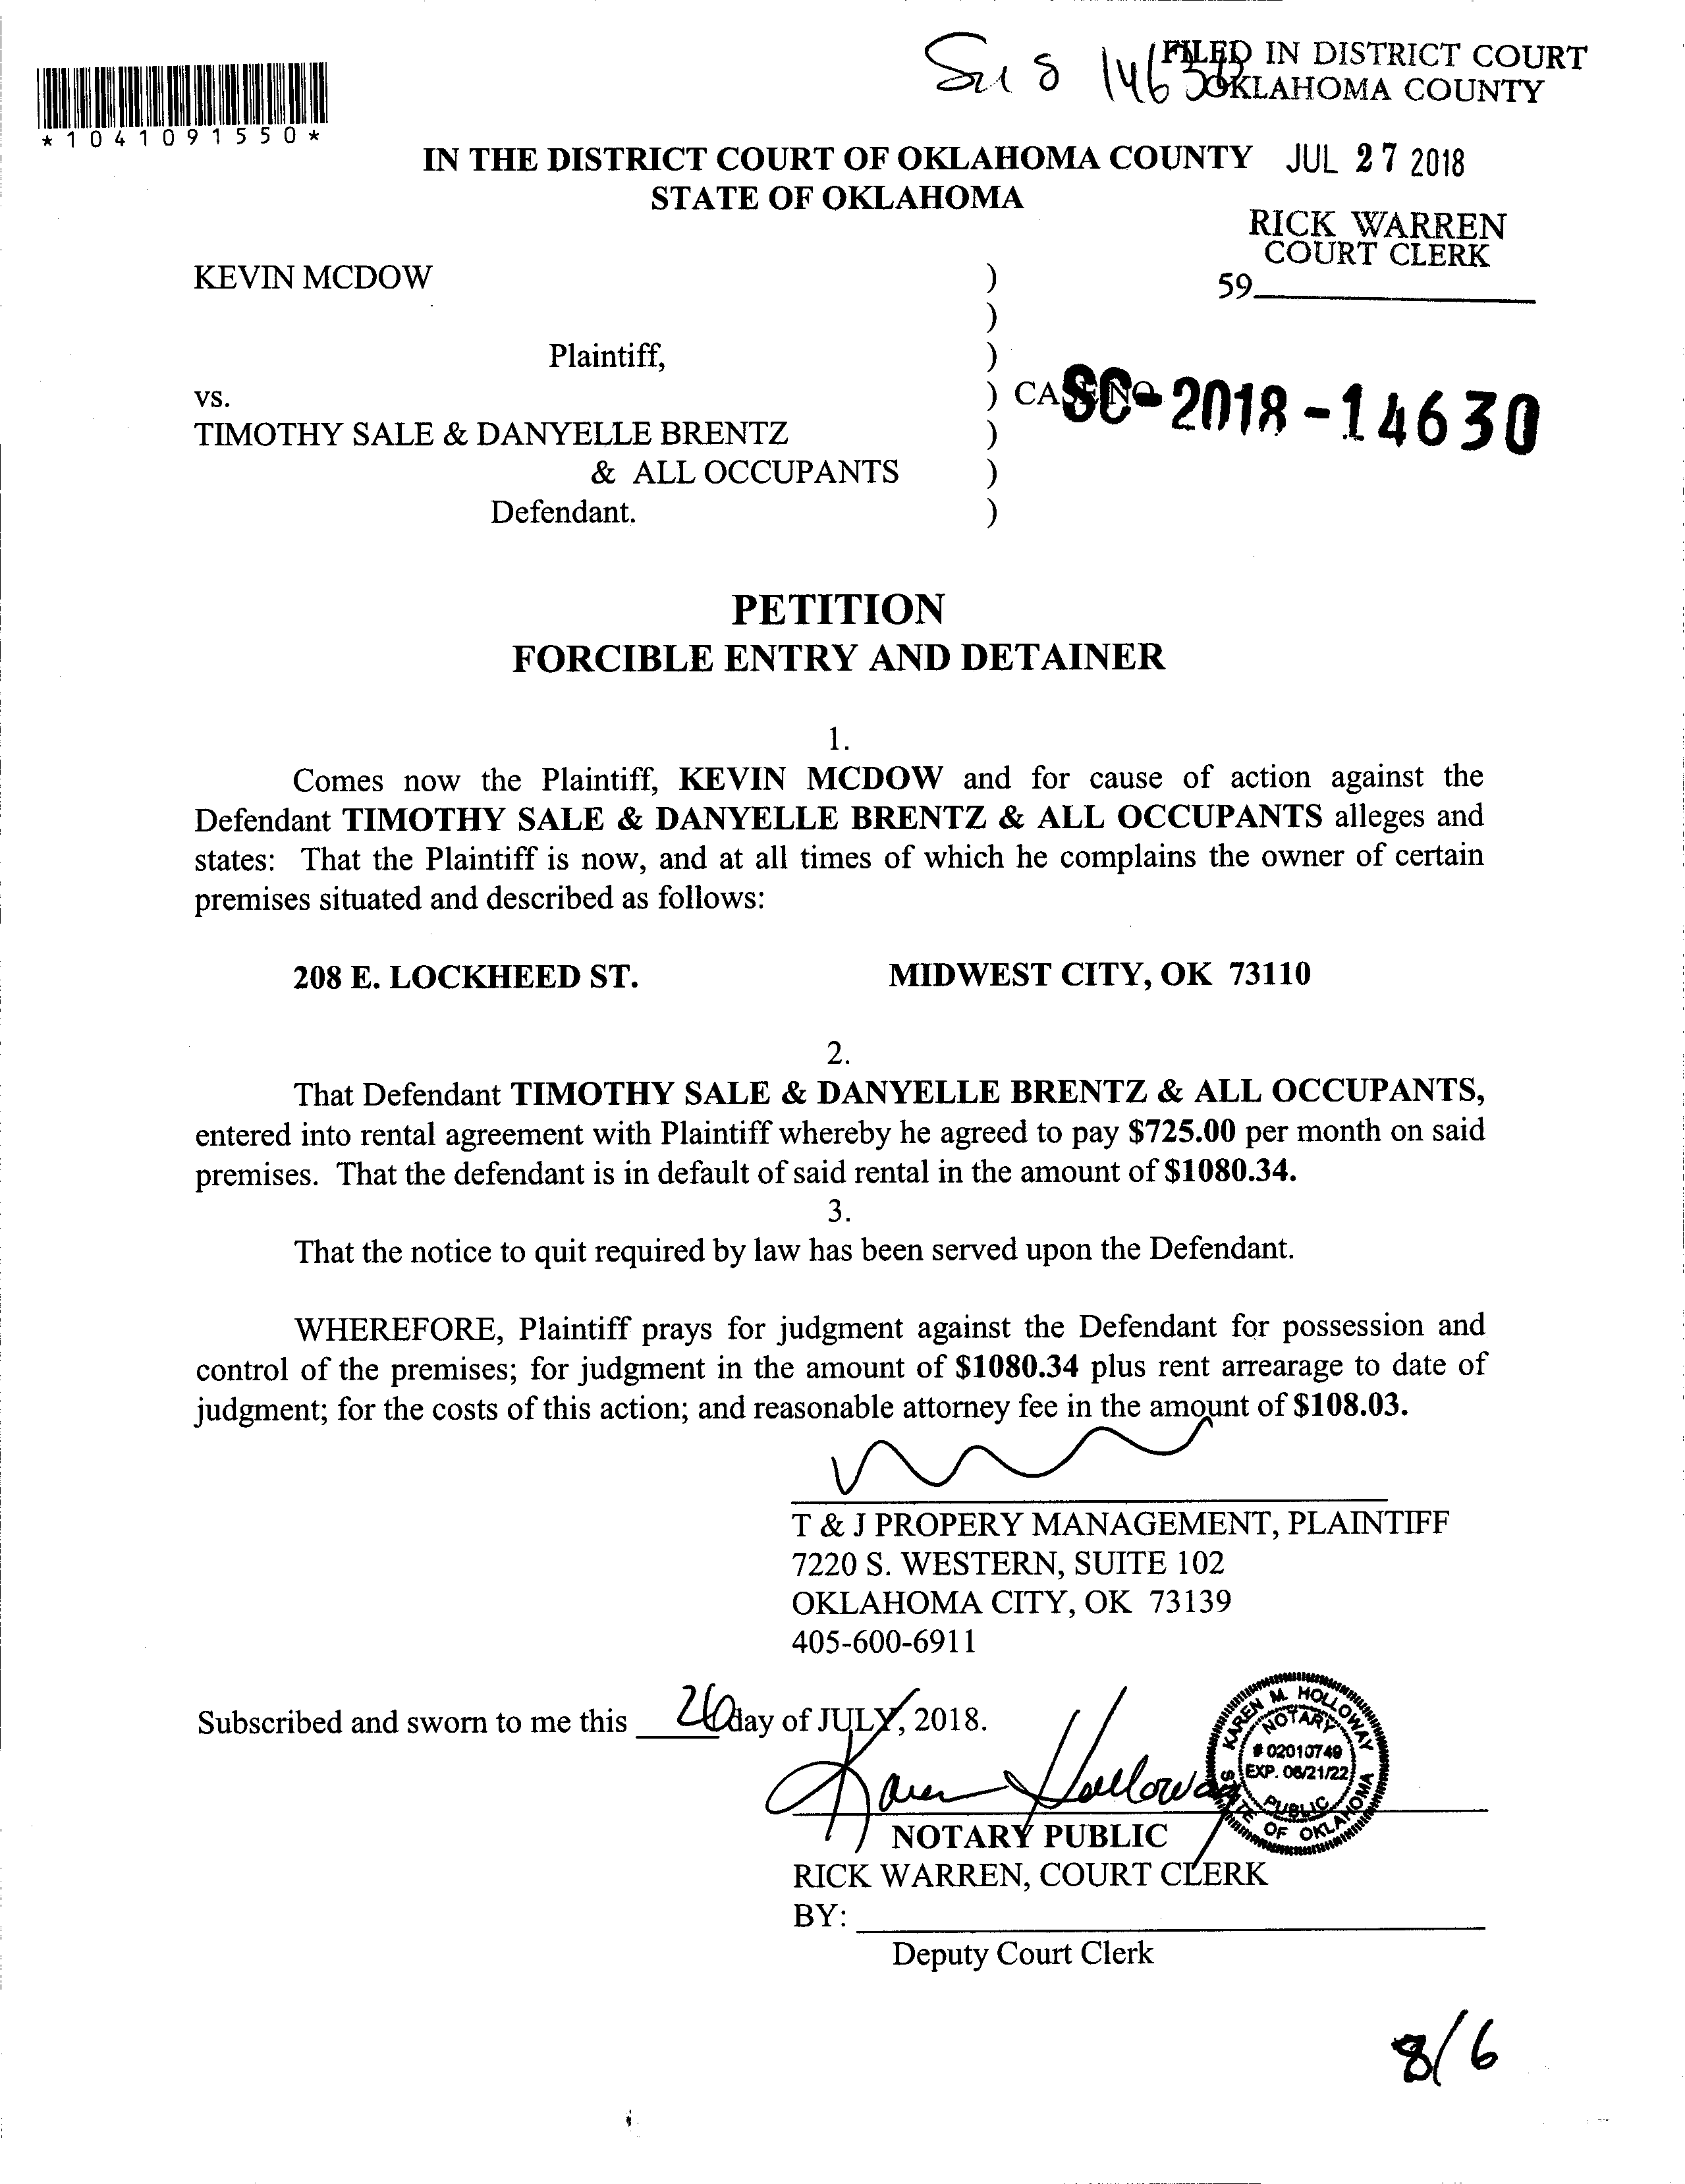 FILED IN DISTRICT COURT
OKLAHOMA COUNTY
*1041091550*
IN THE DISTRICT COURT OF OKLAHOMA COUNTY JUL 27 2018
STATE OF OKLAHOMA
RICK WARREN
COURT CLERK
59
KEVIN MCDOW )
)
Plaintiff, )
vs. ) CASE NO SC-2018-14630
TIMOTHY SALE & DANYELLE BRENTZ )
& ALL OCCUPANTS )
Defendant. )
PETITION
FORCIBLE ENTRY AND DETAINER
1.
Comes now the Plaintiff, KEVIN MCDOW and for cause of action against the
Defendant TIMOTHY SALE & DANYELLE BRENTZ & ALL OCCUPANTS alleges and
states: That the Plaintiff is now, and at all times of which he complains the owner of certain
premises situated and described as follows:
208 E. LOCKHEED ST. MIDWEST CITY, OK 73110
2.
That Defendant TIMOTHY SALE & DANYELLE BRENTZ & ALL OCCUPANTS,
entered into rental agreement with Plaintiff whereby he agreed to pay $725.00 per month on said
premises. That the defendant is in default of said rental in the amount of $1080.34.
3.
That the notice to quit required by law has been served upon the Defendant.
WHEREFORE, Plaintiff prays for judgment against the Defendant for possession and
control of the premises; for judgment in the amount of $1080.34 plus rent arrearage to date of
judgment; for the costs of this action; and reasonable attorney fee in the amount of $108.03.
T & J PROPERY MANAGEMENT, PLAINTIFF
7220 S. WESTERN, SUITE 102
OKLAHOMA CITY, OK 73139
405-600-6911
Subscribed and sworn to me this 26 day of JULY, 2018.
Karen Holloway
KAREN M. HOLLOWAY
NOTARY
# 02010749
EXP. 06/21/22
PUBLIC
STATE OF OKLAHOMA
NOTARY PUBLIC
RICK WARREN, COURT CLERK
BY:
Deputy Court Clerk
8/6